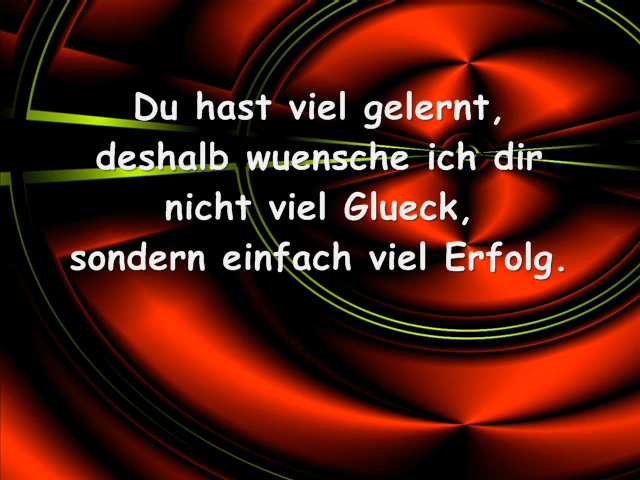 Du hast viel gelernt,
deshalb wuensche ich dir
nicht viel Glueck,
sondern einfach viel Erfolg.